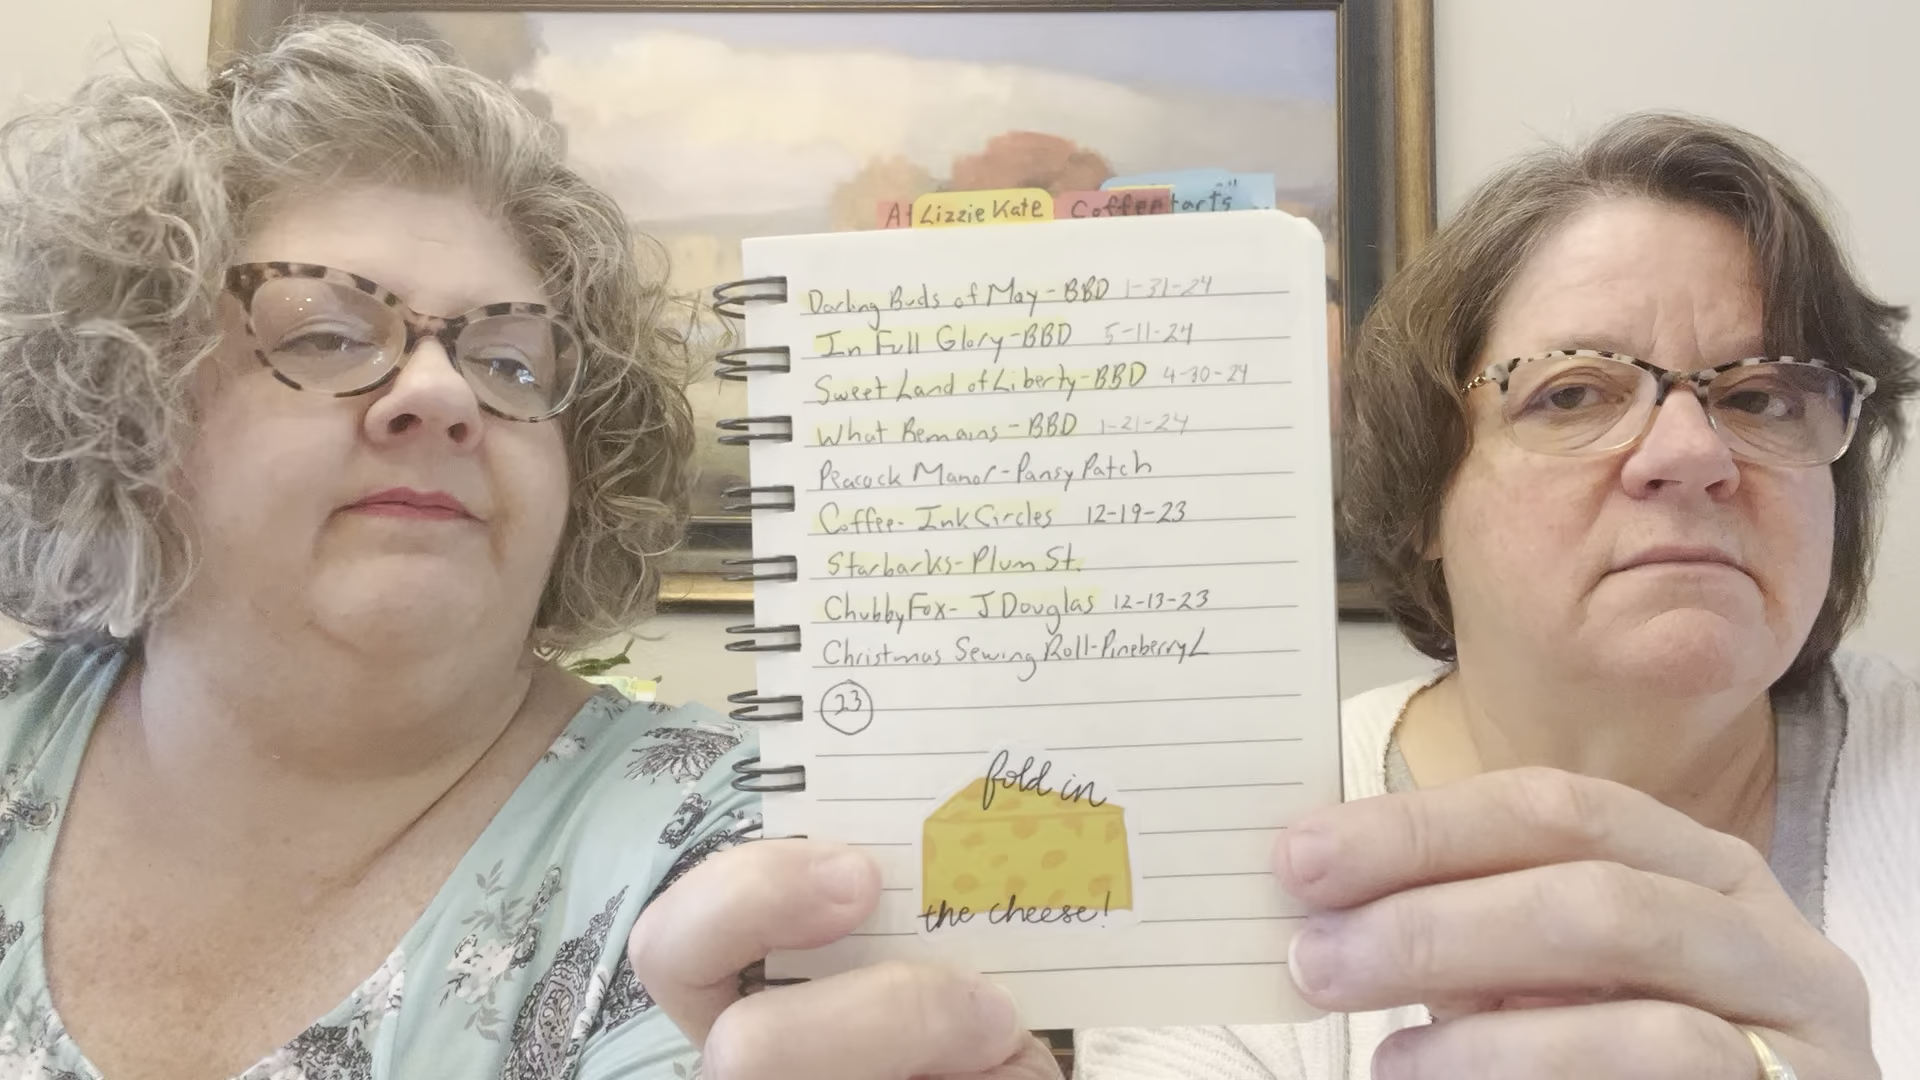 Lizzie Kate Coffee tarts
Darling Buds of May - BBD 1-31-24
In Full Glory - BBD 5-11-24
Sweet Land of Liberty - BBD 4-30-24
What Remains - BBD 1-21-24
Peacock Manor - Pansy Patch
Coffee - Ink Circles 12-19-23
Starbarks - Plum St.
Chubby Fox - J Douglas 12-13-23
Christmas Sewing Roll - Pineberry L
23
fold in
the cheese!